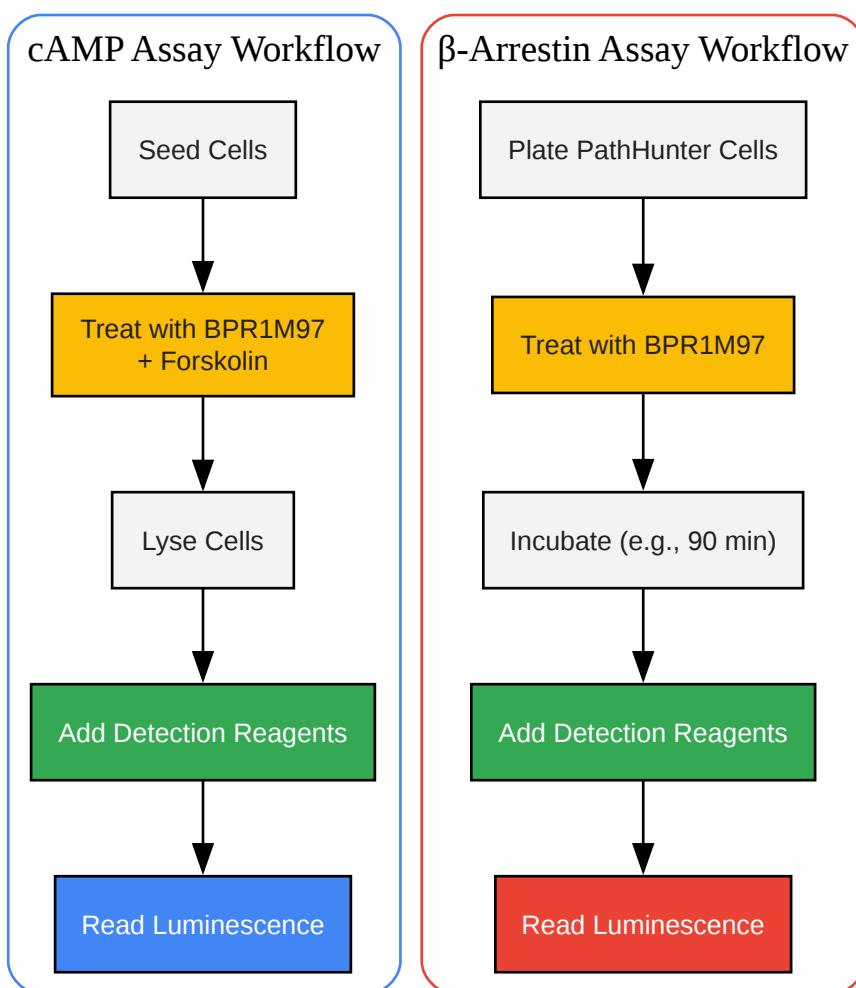 cAMP Assay Workflow
Seed Cells
Treat with BPR1M97
+ Forskolin
Lyse Cells
Add Detection Reagents
Read Luminescence
β-Arrestin Assay Workflow
Plate PathHunter Cells
Treat with BPR1M97
Incubate (e.g., 90 min)
Add Detection Reagents
Read Luminescence